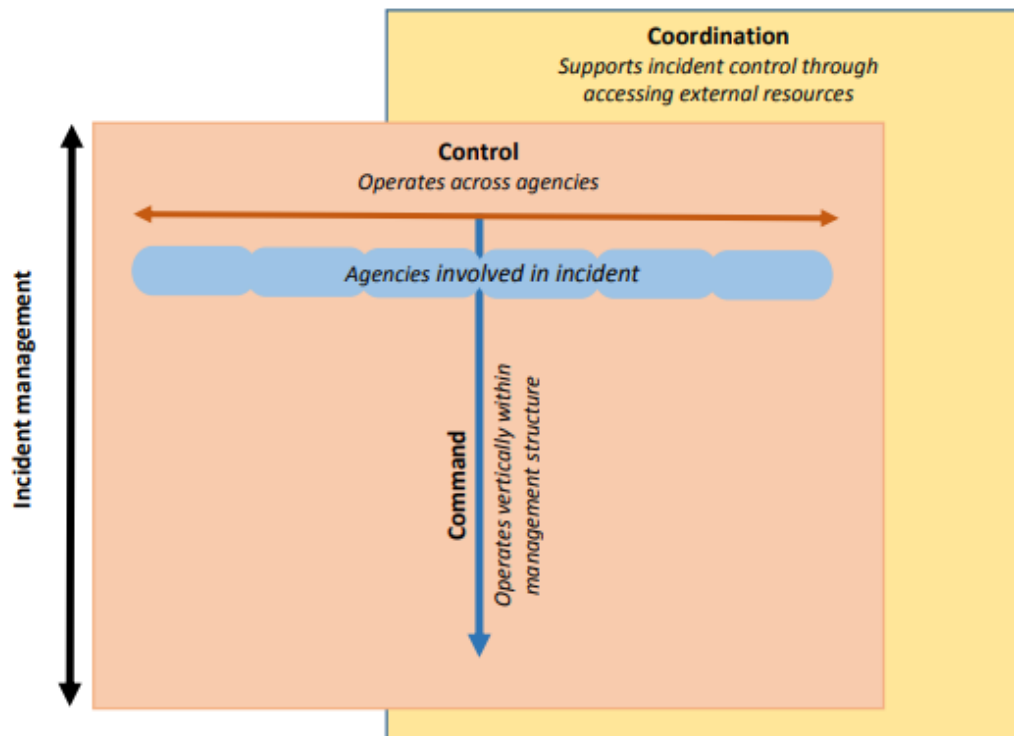 Coordination
Supports incident control through
accessing external resources
Control
Operates across agencies
Agencies involved in incident
Incident management
Command
Operates vertically within
management structure